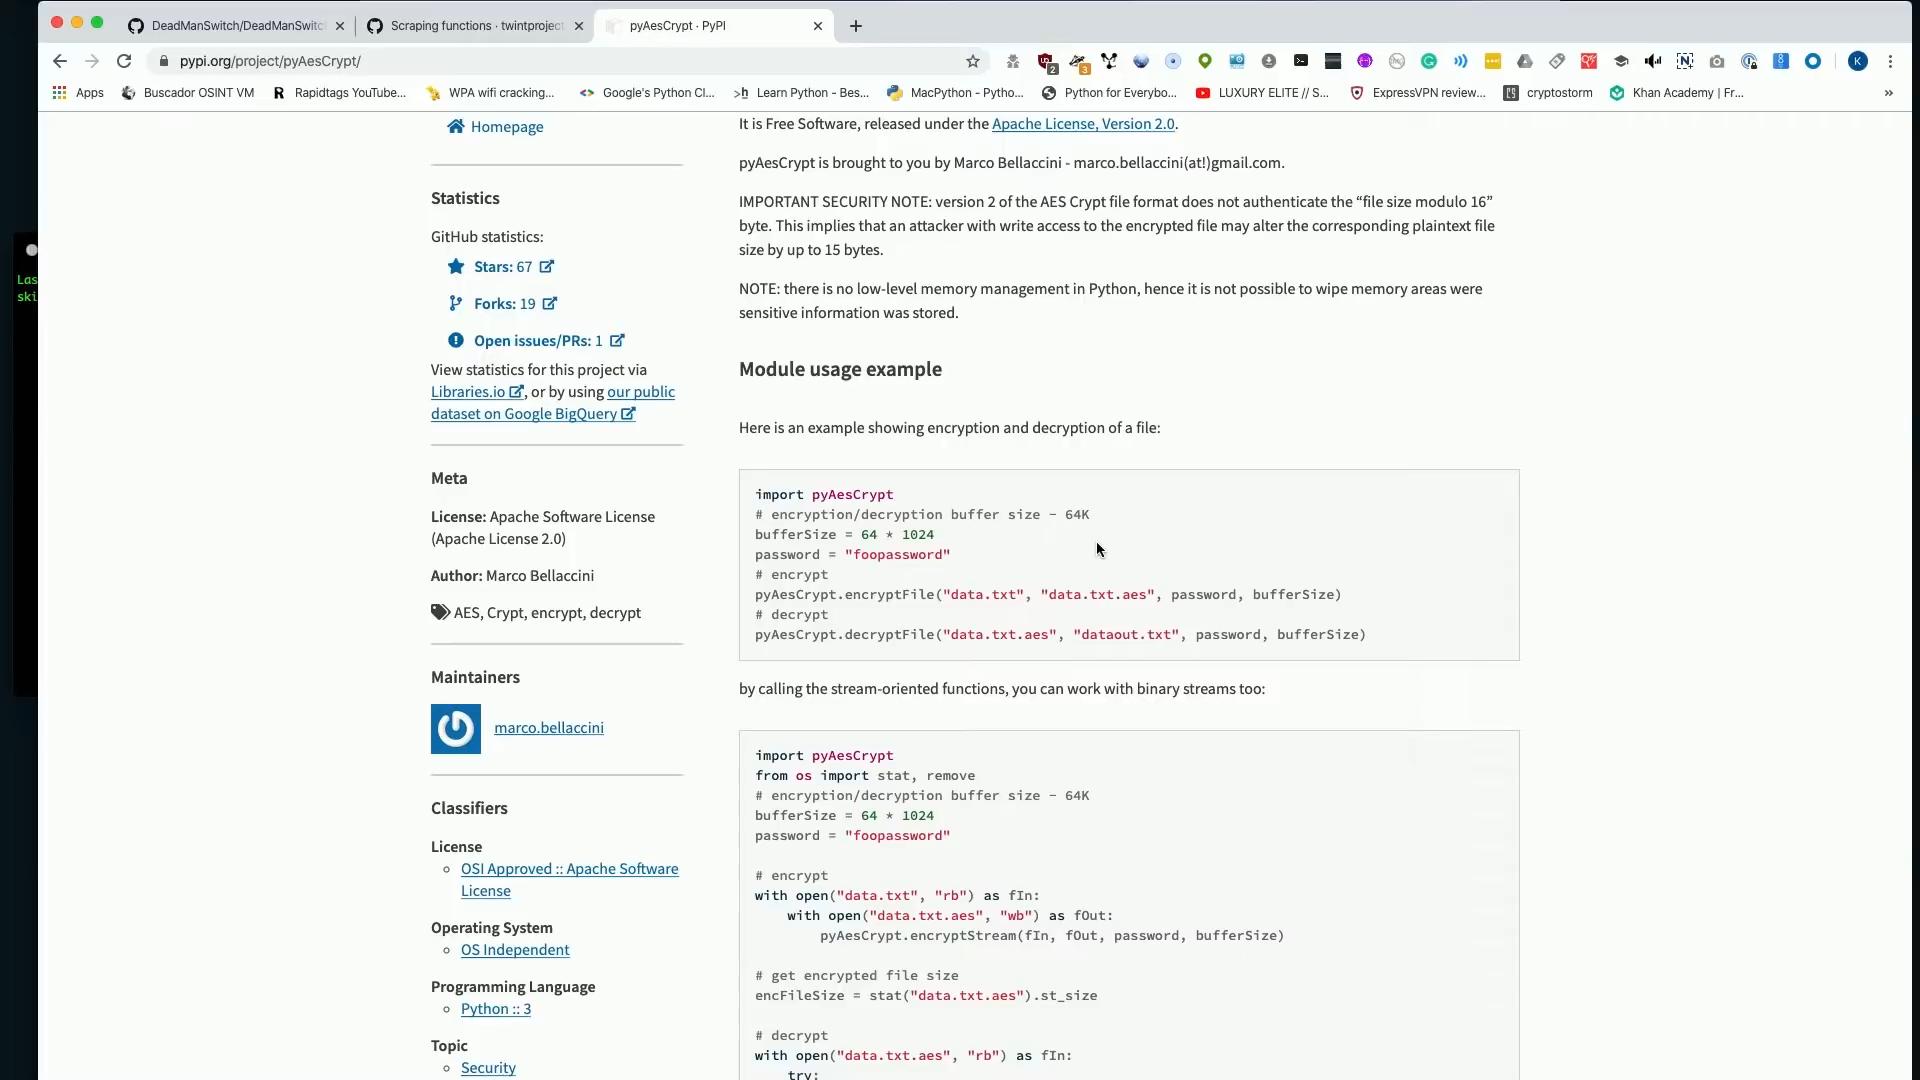 DeadManSwitch/DeadManSwitc
Scraping functions · twintproject
pyAesCrypt · PyPI
pypi.org/project/pyAesCrypt/
2
3
K
Apps
Buscador OSINT VM
Rapidtags YouTube...
WPA wifi cracking...
Google's Python Cl...
Learn Python - Bes...
MacPython - Pytho...
Python for Everybo...
LUXURY ELITE // S...
ExpressVPN review...
cryptostorm
Khan Academy | Fr...
»
Las
ski
Homepage
Statistics
GitHub statistics:
Stars: 67
Forks: 19
Open issues/PRs: 1
View statistics for this project via
Libraries.io, or by using our public
dataset on Google BigQuery
Meta
License: Apache Software License
(Apache License 2.0)
Author: Marco Bellaccini
AES, Crypt, encrypt, decrypt
Maintainers
marco.bellaccini
Classifiers
License
OSI Approved :: Apache Software
License
Operating System
OS Independent
Programming Language
Python :: 3
Topic
Security
It is Free Software, released under the Apache License, Version 2.0.
pyAesCrypt is brought to you by Marco Bellaccini - marco.bellaccini(at!)gmail.com.
IMPORTANT SECURITY NOTE: version 2 of the AES Crypt file format does not authenticate the “file size modulo 16”
byte. This implies that an attacker with write access to the encrypted file may alter the corresponding plaintext file
size by up to 15 bytes.
NOTE: there is no low-level memory management in Python, hence it is not possible to wipe memory areas were
sensitive information was stored.
Module usage example
Here is an example showing encryption and decryption of a file:
import pyAesCrypt
# encryption/decryption buffer size - 64K
bufferSize = 64 * 1024
password = "foopassword"
# encrypt
pyAesCrypt.encryptFile("data.txt", "data.txt.aes", password, bufferSize)
# decrypt
pyAesCrypt.decryptFile("data.txt.aes", "dataout.txt", password, bufferSize)
by calling the stream-oriented functions, you can work with binary streams too:
import pyAesCrypt
from os import stat, remove
# encryption/decryption buffer size - 64K
bufferSize = 64 * 1024
password = "foopassword"
# encrypt
with open("data.txt", "rb") as fIn:
    with open("data.txt.aes", "wb") as fOut:
        pyAesCrypt.encryptStream(fIn, fOut, password, bufferSize)
# get encrypted file size
encFileSize = stat("data.txt.aes").st_size
# decrypt
with open("data.txt.aes", "rb") as fIn:
    try: